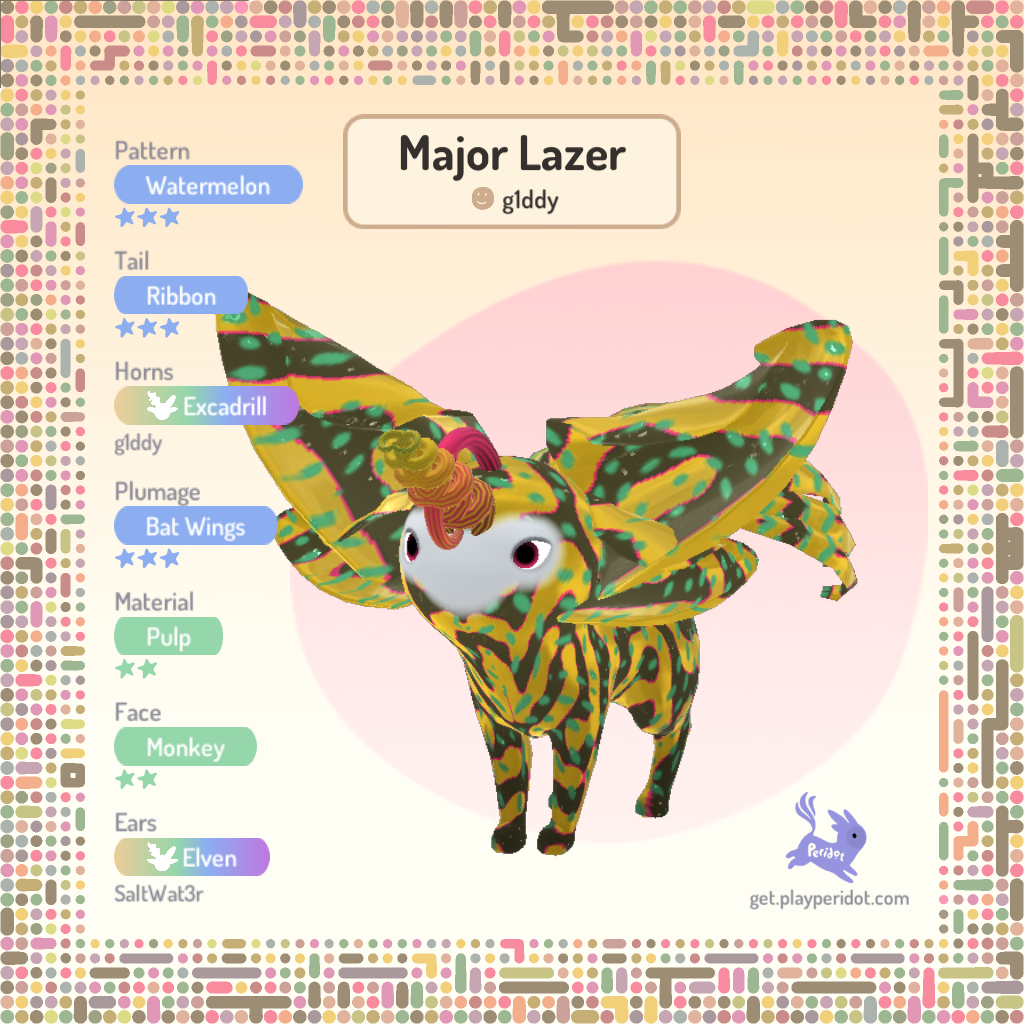 Major Lazer
g1ddy
Pattern
Watermelon
Tail
Ribbon
Horns
Excadrill
g1ddy
Plumage
Bat Wings
Material
Pulp
Face
Monkey
Ears
Elven
SaltWat3r
Peridot
get.playperidot.com